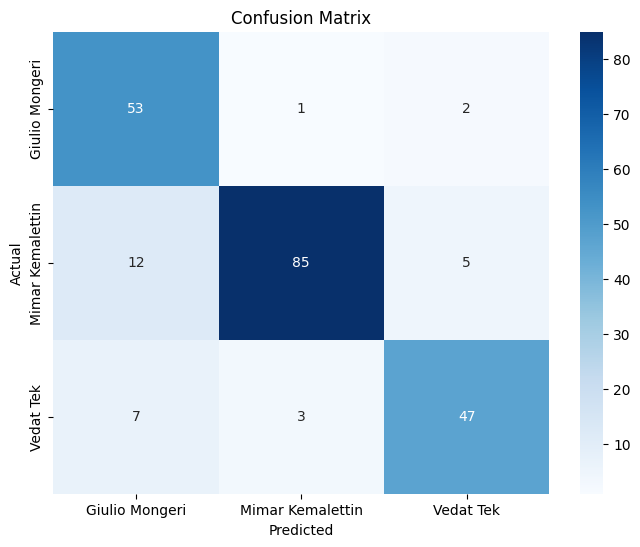 Confusion Matrix
Actual
Giulio Mongeri
53 1 2
Mimar Kemalettin
12 85 5
Vedat Tek
7 3 47
Giulio Mongeri Mimar Kemalettin Vedat Tek
Predicted
80
70
60
50
40
30
20
10